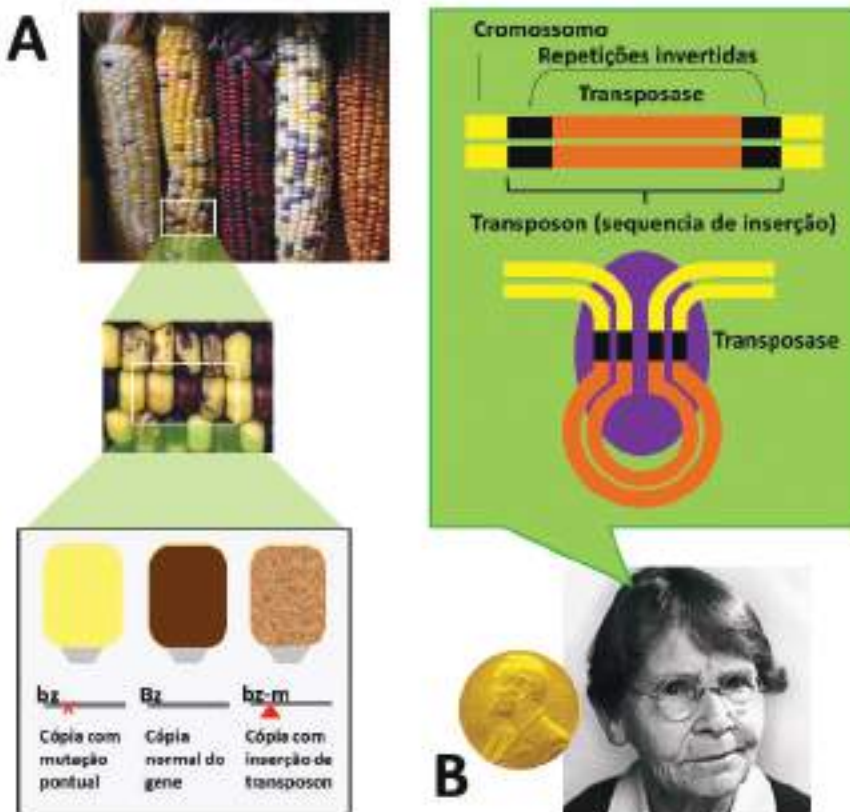 A
Cromossomo
Repetições invertidas
Transposase
Transposon (sequencia de inserção)
Transposase
bz
Cópia com
mutação
pontual
Bz
Cópia
normal do
gene
bz-m
Cópia com
inserção de
transposon
B